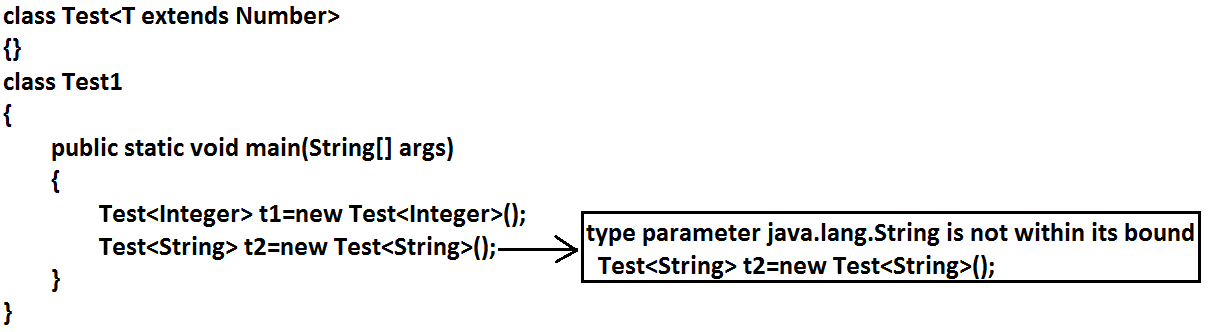 class Test<T extends Number>
{}
class Test1
{
public static void main(String[] args)
{
Test<Integer> t1=new Test<Integer>();
Test<String> t2=new Test<String>();
type parameter java.lang.String is not within its bound
Test<String> t2=new Test<String>();
}
}